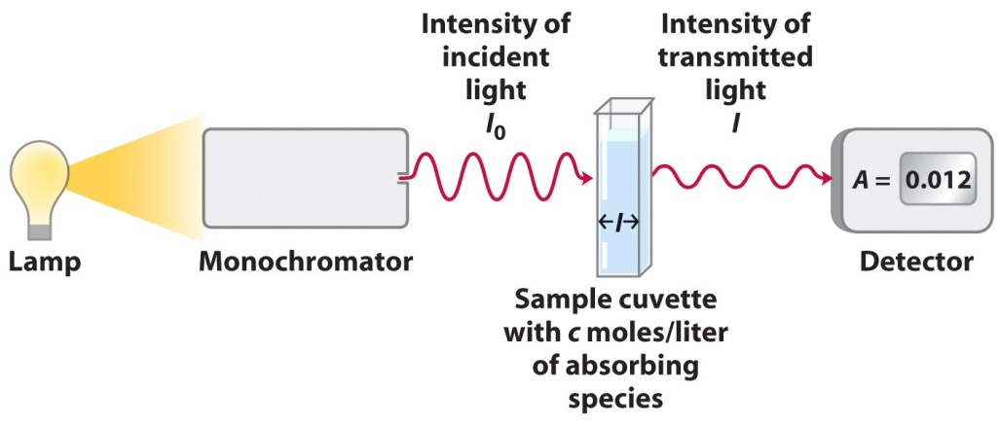 Intensity of
incident
light
I₀
Intensity of
transmitted
light
I
A = 0.012
l
Lamp
Monochromator
Detector
Sample cuvette
with c moles/liter
of absorbing
species